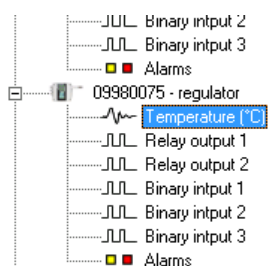 Binary intput 2
Binary intput 3
Alarms
09980075 - regulator
Temperature (°C)
Relay output 1
Relay output 2
Binary intput 1
Binary intput 2
Binary intput 3
Alarms